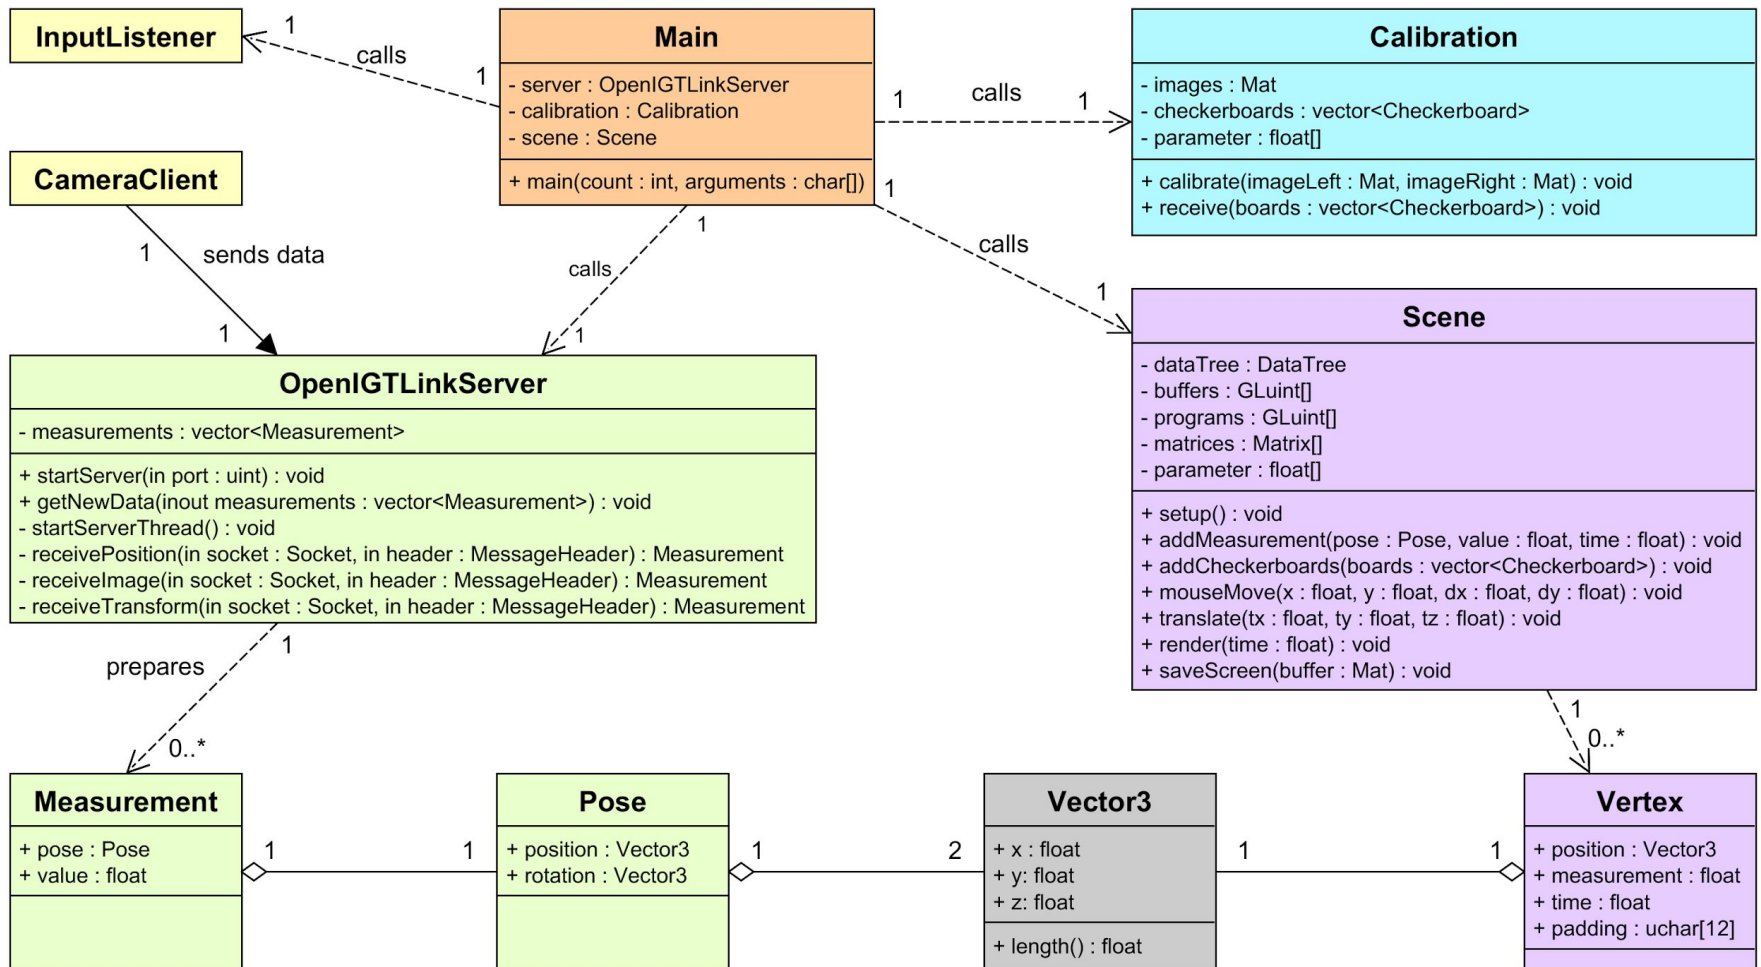 InputListener
1
calls
1
Main
- server : OpenIGTLinkServer
- calibration : Calibration
- scene : Scene
+ main(count : int, arguments : char[])
1
calls
1
Calibration
- images : Mat
- checkerboards : vector<Checkerboard>
- parameter : float[]
+ calibrate(imageLeft : Mat, imageRight : Mat) : void
+ receive(boards : vector<Checkerboard>) : void
CameraClient
1
sends data
1
1
calls
1
1
calls
1
OpenIGTLinkServer
- measurements : vector<Measurement>
+ startServer(in port : uint) : void
+ getNewData(inout measurements : vector<Measurement>) : void
- startServerThread() : void
- receivePosition(in socket : Socket, in header : MessageHeader) : Measurement
- receiveImage(in socket : Socket, in header : MessageHeader) : Measurement
- receiveTransform(in socket : Socket, in header : MessageHeader) : Measurement
Scene
- dataTree : DataTree
- buffers : GLuint[]
- programs : GLuint[]
- matrices : Matrix[]
- parameter : float[]
+ setup() : void
+ addMeasurement(pose : Pose, value : float, time : float) : void
+ addCheckerboards(boards : vector<Checkerboard>) : void
+ mouseMove(x : float, y : float, dx : float, dy : float) : void
+ translate(tx : float, ty : float, tz : float) : void
+ render(time : float) : void
+ saveScreen(buffer : Mat) : void
1
prepares
0..*
1
0..*
Measurement
+ pose : Pose
+ value : float
1
1
Pose
+ position : Vector3
+ rotation : Vector3
1
2
Vector3
+ x : float
+ y: float
+ z: float
+ length() : float
1
1
Vertex
+ position : Vector3
+ measurement : float
+ time : float
+ padding : uchar[12]